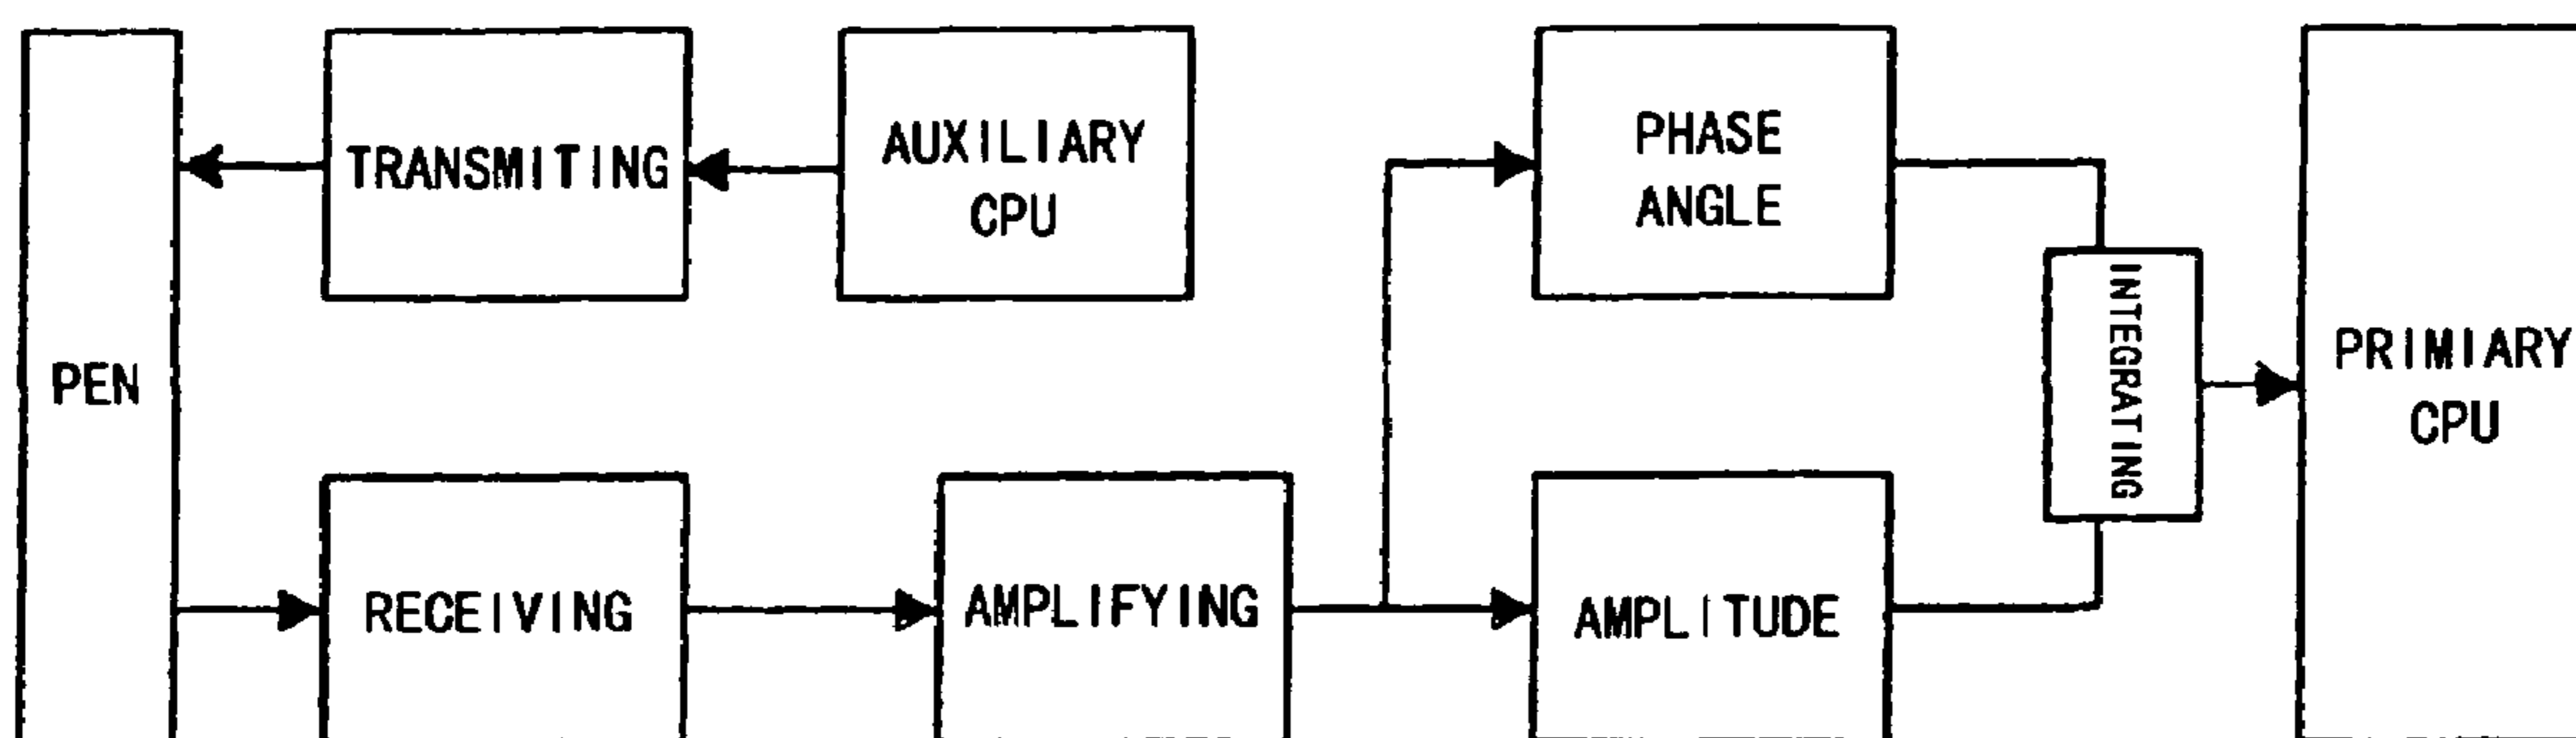 PEN
TRANSMITING
AUXILIARY
CPU
PHASE
ANGLE
INTEGRATING
PRIMIARY
CPU
RECEIVING
AMPLIFYING
AMPLITUDE